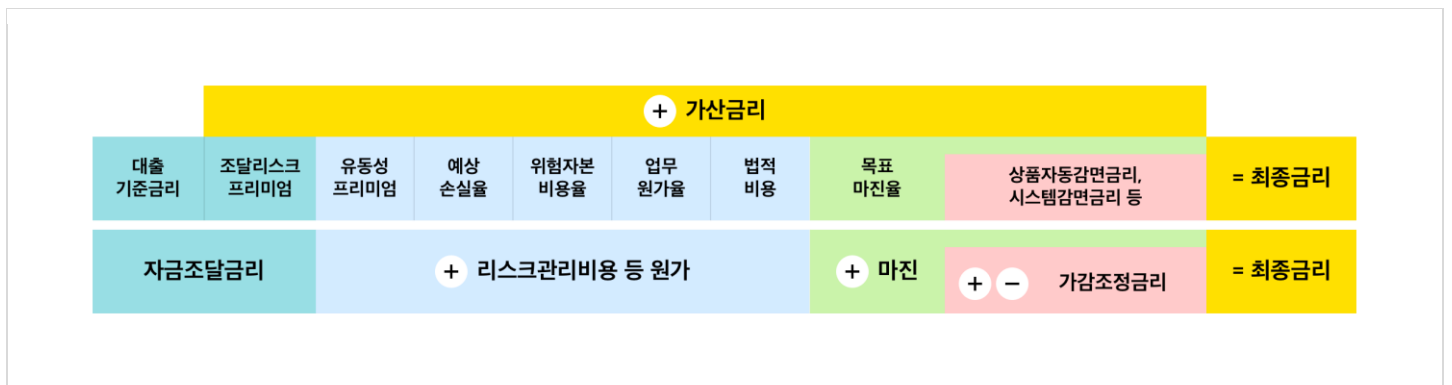 + 가산금리
대출
기준금리
조달리스크
프리미엄
유동성
프리미엄
예상
손실율
위험자본
비용율
업무
원가율
법적
비용
목표
마진율
상품자동감면금리,
시스템감면금리 등
= 최종금리
자금조달금리
+ 리스크관리비용 등 원가
+ 마진
+ − 가감조정금리
= 최종금리